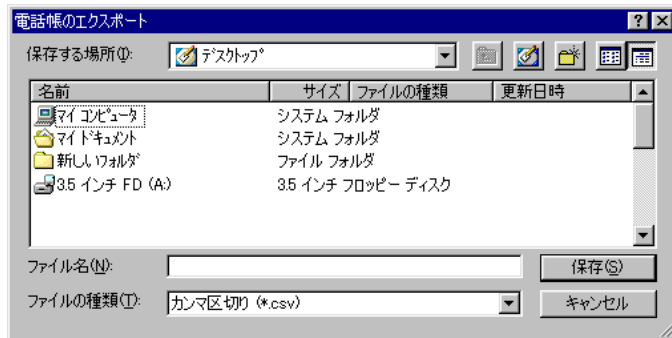 電話帳のエクスポート
保存する場所(I): デスクトップ
名前 サイズ ファイルの種類 更新日時
マイ コンピュータ システム フォルダ
マイ ドキュメント システム フォルダ
新しいフォルダ ファイル フォルダ
3.5 インチ FD (A:) 3.5 インチ フロッピー ディスク
ファイル名(N): 保存(S)
ファイルの種類(T): カンマ区切り (*.csv) キャンセル